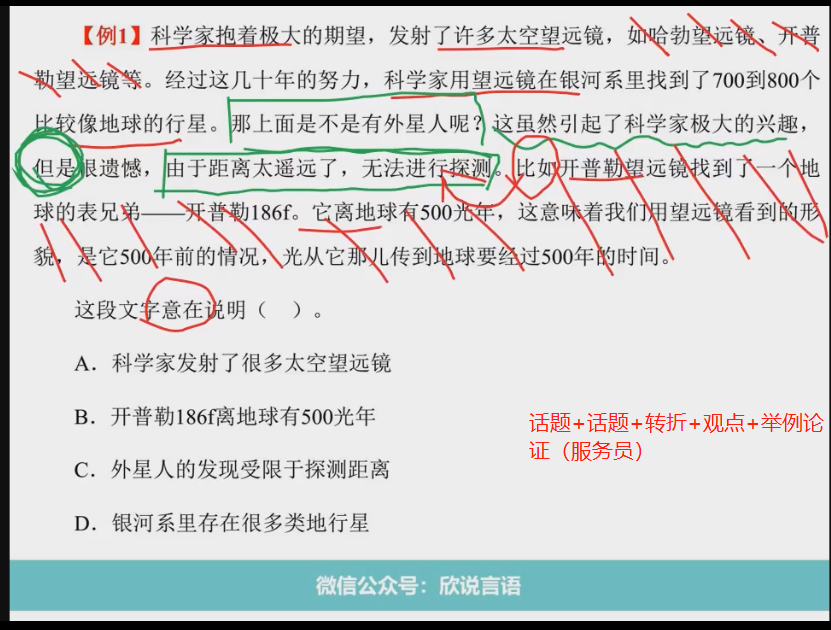 【例1】科学家抱着极大的期望，发射了许多太空望远镜，如哈勃望远镜、开普
勒望远镜等。经过这几十年的努力，科学家用望远镜在银河系里找到了700到800个
比较像地球的行星。那上面是不是有外星人呢？这虽然引起了科学家极大的兴趣，
但是很遗憾，由于距离太遥远了，无法进行探测。比如开普勒望远镜找到了一个地
球的表兄弟——开普勒186f。它离地球有500光年，这意味着我们用望远镜看到的形
貌，是它500年前的情况，光从它那儿传到地球要经过500年的时间。
这段文字意在说明（　）。
A．科学家发射了很多太空望远镜
B．开普勒186f离地球有500光年
C．外星人的发现受限于探测距离
D．银河系里存在很多类地行星
话题+话题+转折+观点+举例论
证（服务员）
微信公众号：欣说言语